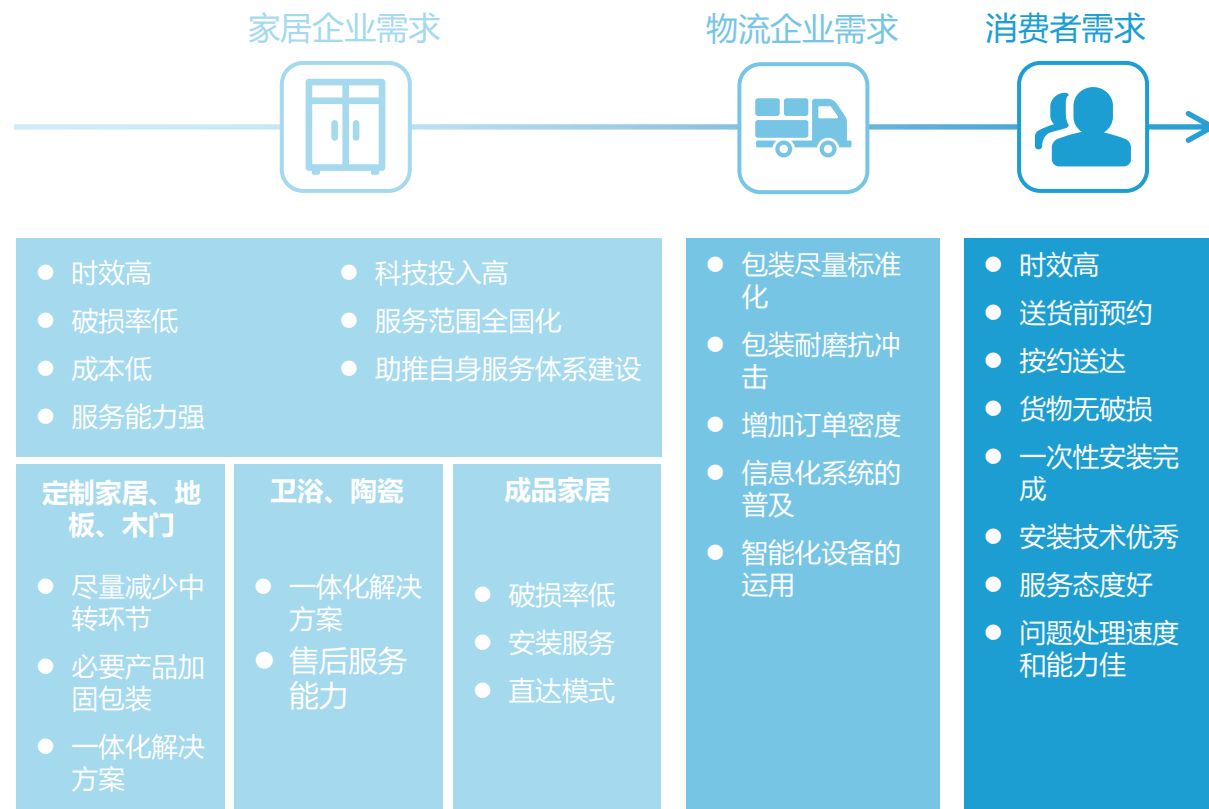 家居企业需求
物流企业需求
消费者需求
时效高
破损率低
成本低
服务能力强
科技投入高
服务范围全国化
助推自身服务体系建设
定制家居、地
板、木门
尽量减少中
转环节
必要产品加
固包装
一体化解决
方案
卫浴、陶瓷
一体化解决
方案
售后服务
能力
成品家居
破损率低
安装服务
直达模式
包装尽量标准
化
包装耐磨抗冲
击
增加订单密度
信息化系统的
普及
智能化设备的
运用
时效高
送货前预约
按约送达
货物无破损
一次性安装完
成
安装技术优秀
服务态度好
问题处理速度
和能力佳